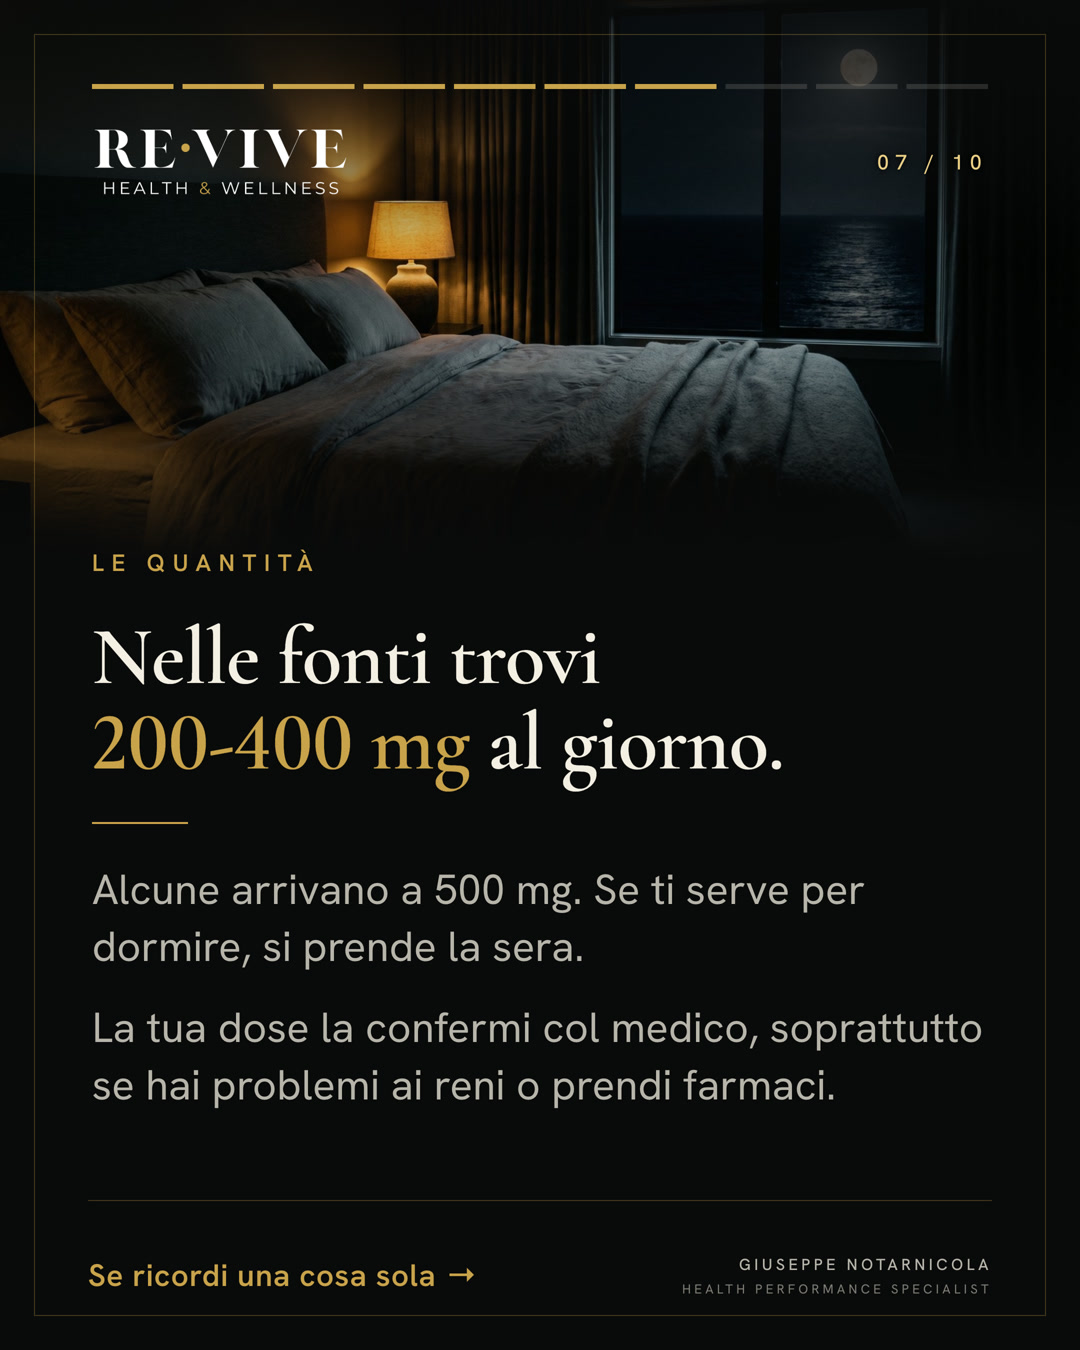 RE·VIVE
HEALTH & WELLNESS
07 / 10
LE QUANTITÀ
Nelle fonti trovi
200-400 mg al giorno.
Alcune arrivano a 500 mg. Se ti serve per
dormire, si prende la sera.
La tua dose la confermi col medico, soprattutto
se hai problemi ai reni o prendi farmaci.
Se ricordi una cosa sola →
GIUSEPPE NOTARNICOLA
HEALTH PERFORMANCE SPECIALIST